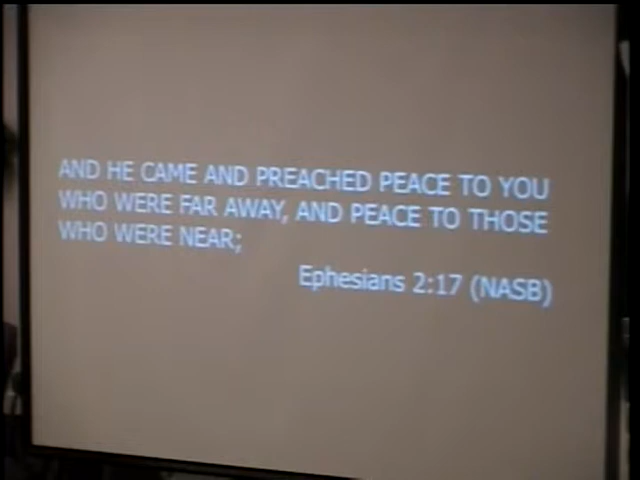 AND HE CAME AND PREACHED PEACE TO YOU
WHO WERE FAR AWAY, AND PEACE TO THOSE
WHO WERE NEAR;
Ephesians 2:17 (NASB)